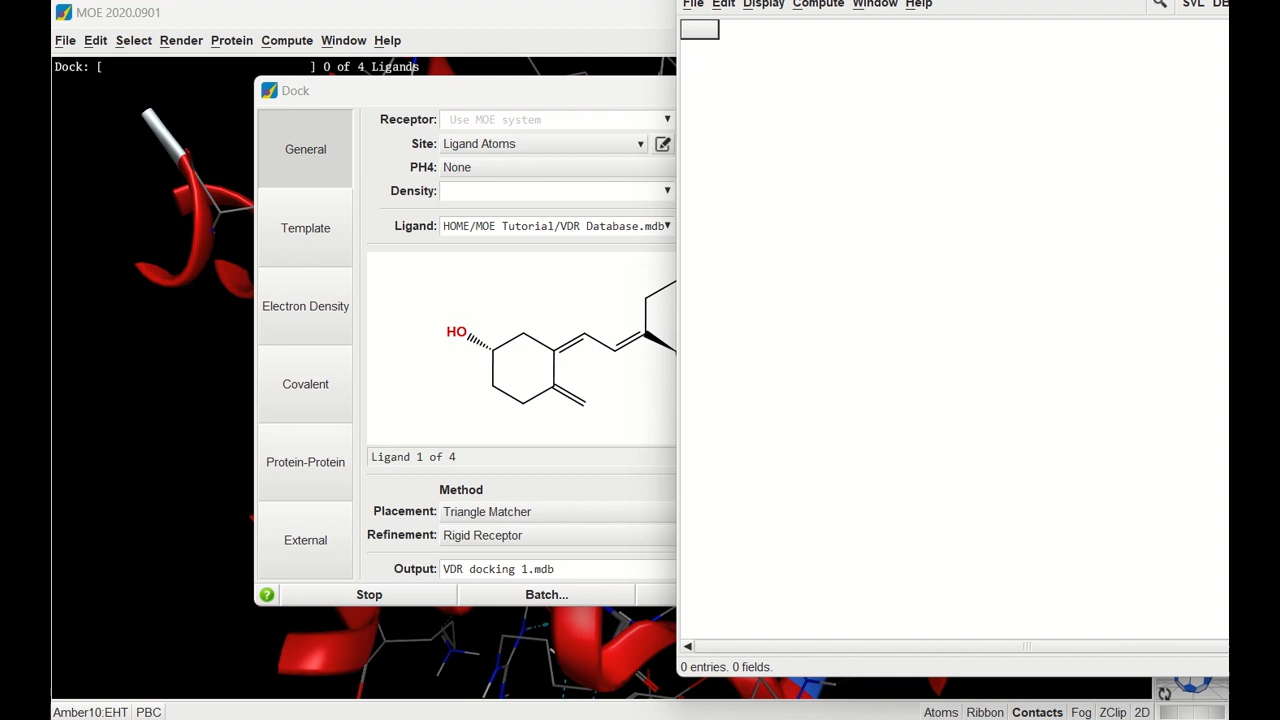 MOE 2020.0901
File Edit Select Render Protein Compute Window Help
Dock: [ ] 0 of 4 Ligands
Dock
General
Template
Electron Density
Covalent
Protein-Protein
External
Receptor: Use MOE system
Site: Ligand Atoms
PH4: None
Density:
Ligand: HOME/MOE Tutorial/VDR Database.mdb
HO
Ligand 1 of 4
Method
Placement: Triangle Matcher
Refinement: Rigid Receptor
Output: VDR docking 1.mdb
? Stop Batch...
File Edit Display Compute Window Help SVL DB
0 entries. 0 fields.
Amber10:EHT PBC Atoms Ribbon Contacts Fog ZClip 2D